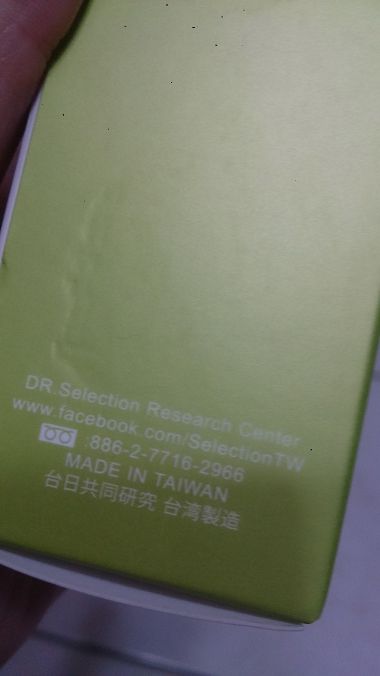 DR.Selection Research Center
www.facebook.com/SelectionTW
:886-2-7716-2966
MADE IN TAIWAN
台日共同研究 台湾製造